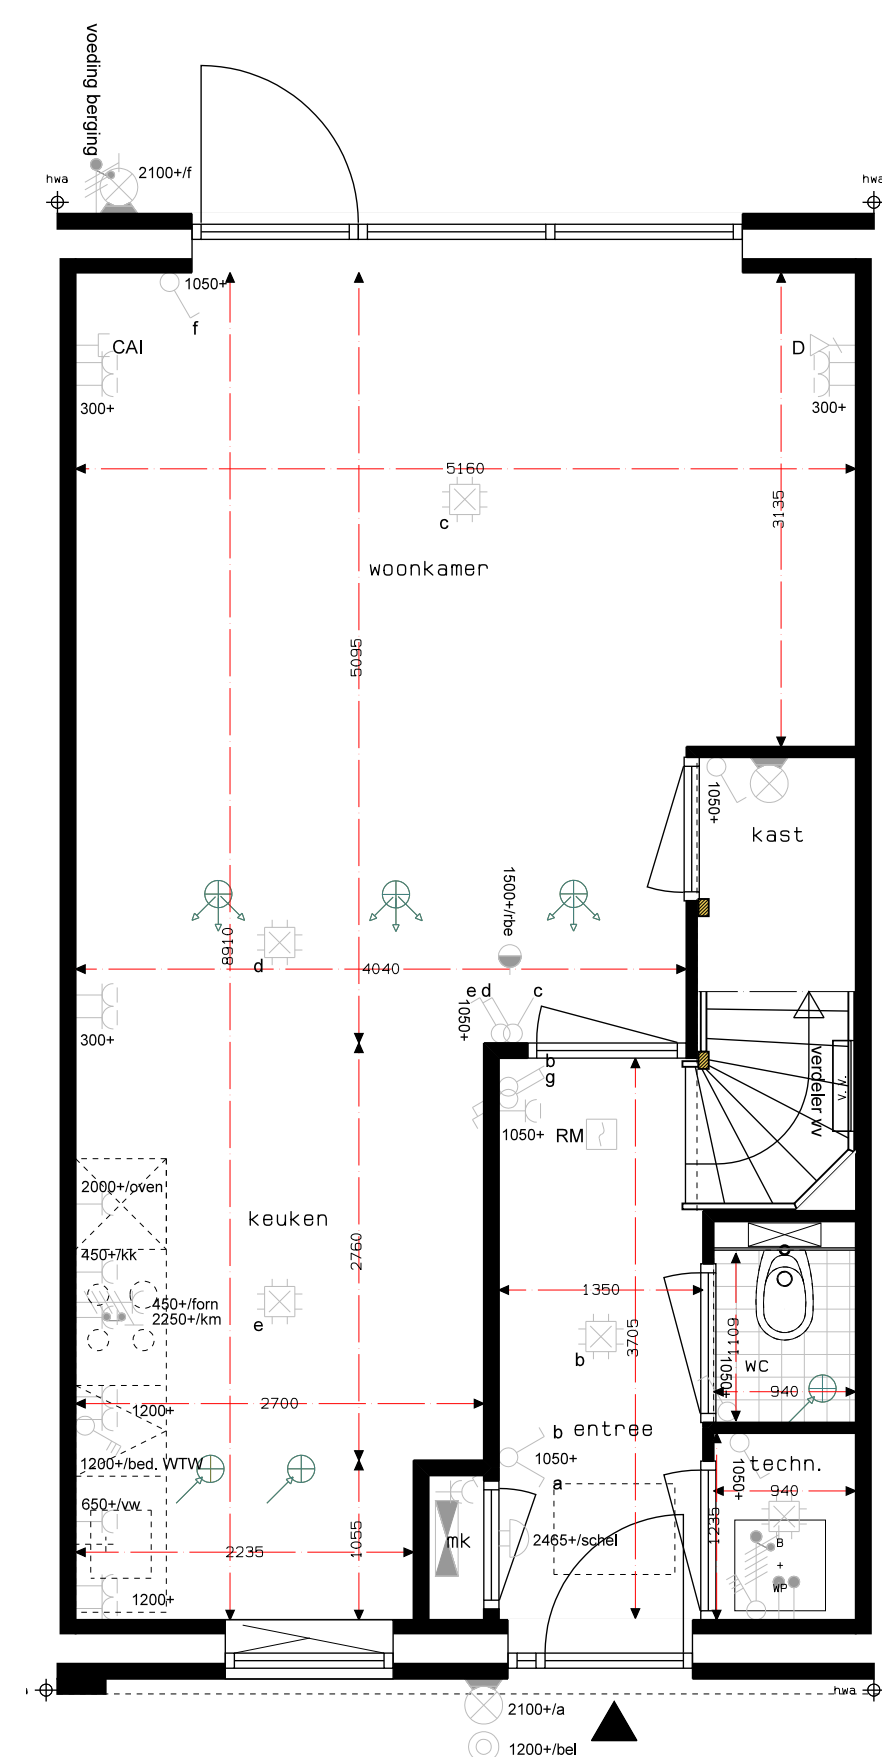 voeding berging
2100+/f
hwa
hwa
1050+
f
CAI
D
300+
300+
5160
3135
c
woonkamer
5095
1050+
kast
1500+/rbe
8910
d
4040
e d
c
1050+
300+
b
g
1050+
RM
verdeler vv
v.v.
2000+/oven
keuken
450+/kk
2760
1350
3705
1109
450+/forn
2250+/km
e
b
wc
1050+
940
2700
1200+
b
entree
1050+
a
1200+/bed. WTW
techn.
1050+
940
650+/vw
1235
mk
2465+/schel
B
+
WP
2235
1055
1200+
hwa
2100+/a
1200+/bel